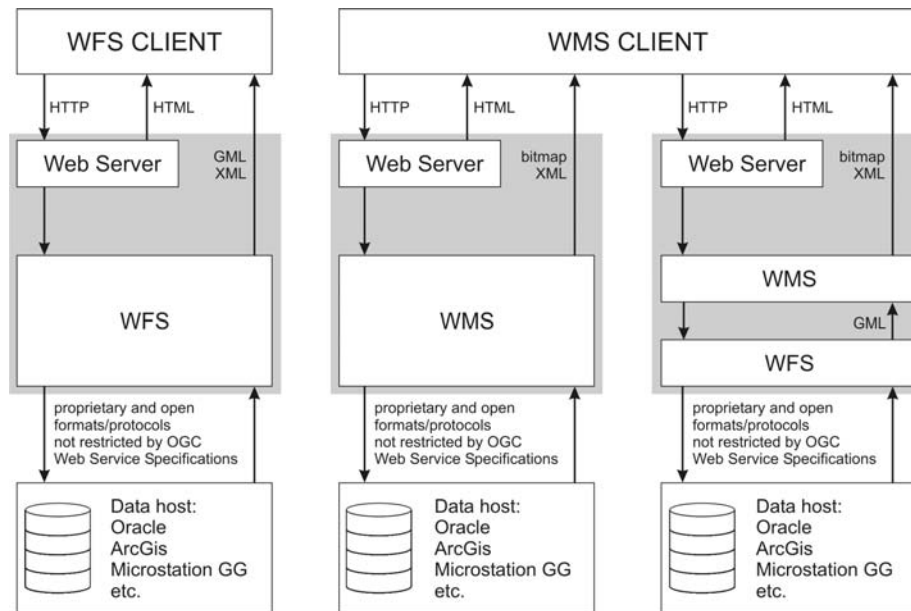 WFS CLIENT
WMS CLIENT
HTTP
HTML
HTTP
HTML
HTTP
HTML
Web Server
GML
XML
Web Server
bitmap
XML
Web Server
bitmap
XML
WFS
WMS
WMS
GML
WFS
proprietary and open
formats/protocols
not restricted by OGC
Web Service Specifications
proprietary and open
formats/protocols
not restricted by OGC
Web Service Specifications
proprietary and open
formats/protocols
not restricted by OGC
Web Service Specifications
Data host:
Oracle
ArcGis
Microstation GG
etc.
Data host:
Oracle
ArcGis
Microstation GG
etc.
Data host:
Oracle
ArcGis
Microstation GG
etc.